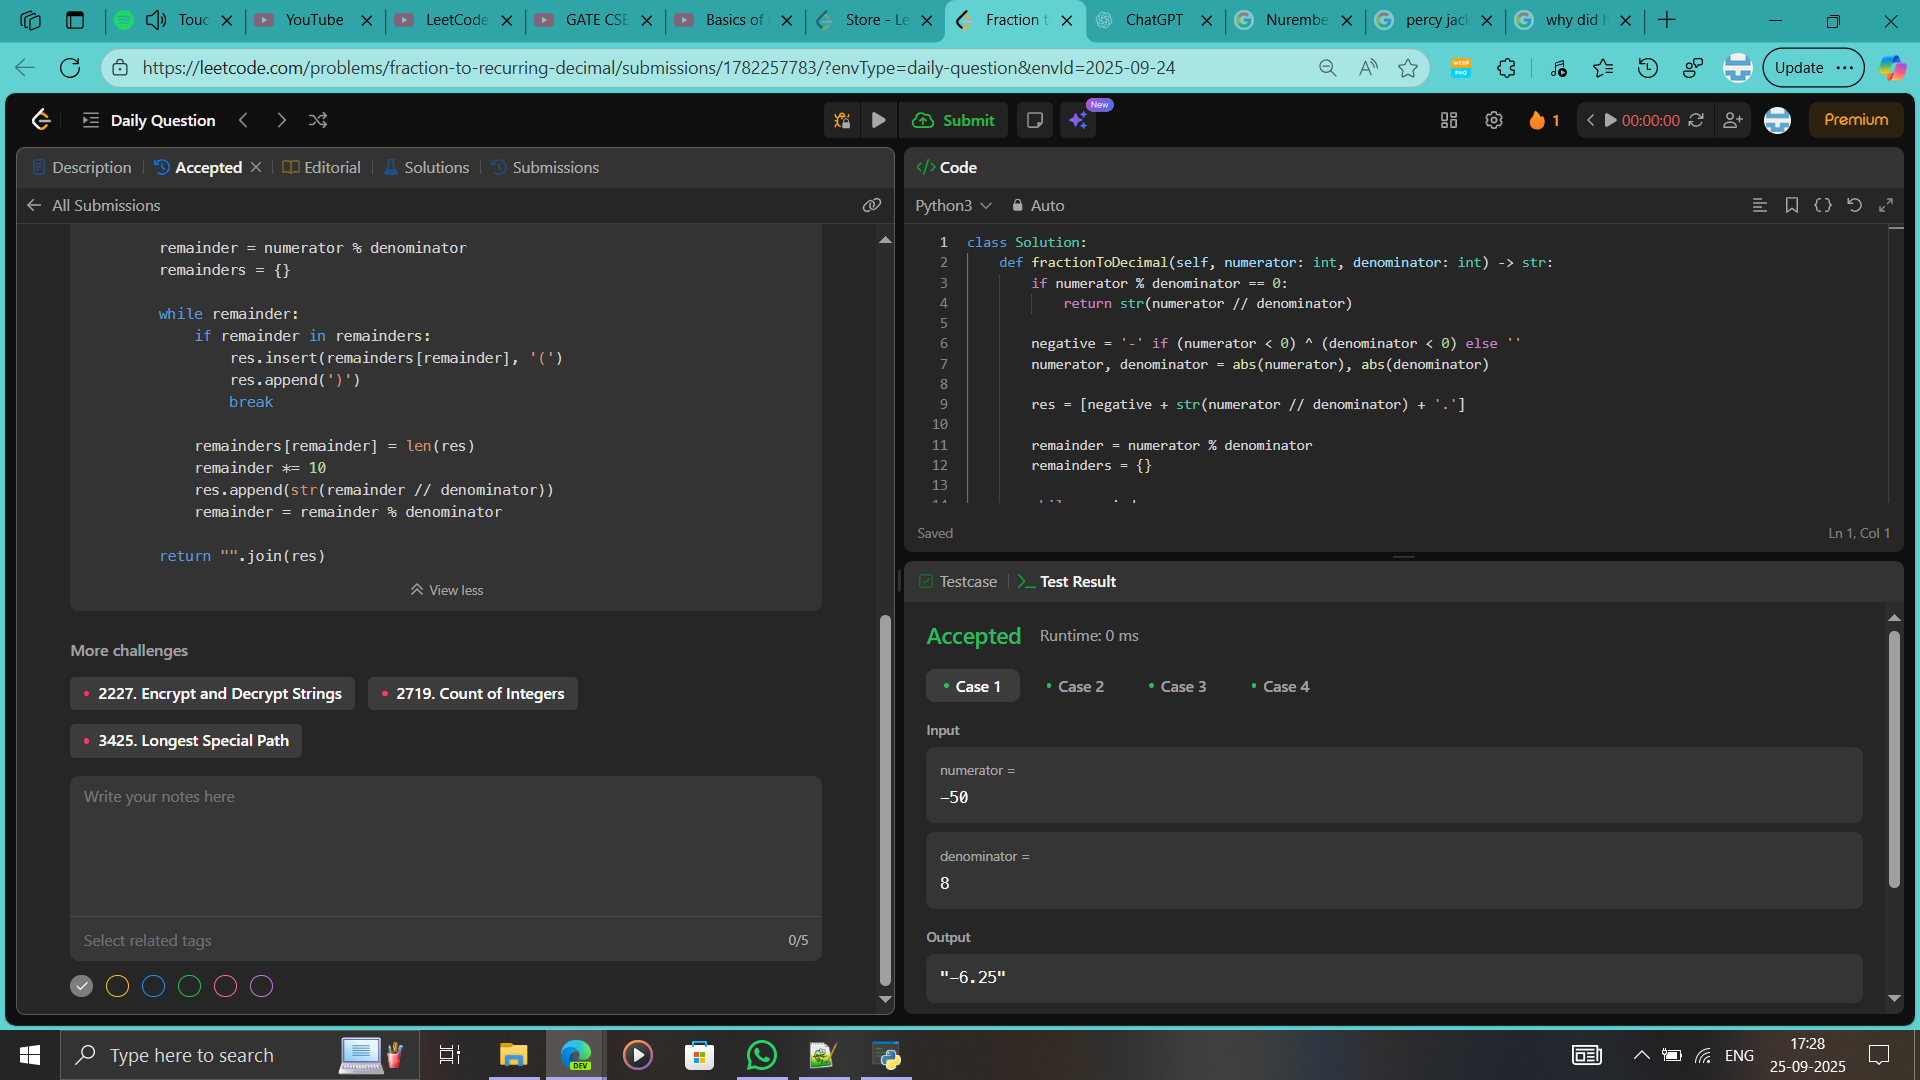 Touc
YouTube
LeetCode
GATE CSE
Basics of
Store - Le
Fraction t
ChatGPT
Nurembe
percy jack
why did h
https://leetcode.com/problems/fraction-to-recurring-decimal/submissions/1782257783/?envType=daily-question&envId=2025-09-24
WEBP
PNG
Update
Daily Question
Submit
New
1
00:00:00
Premium
Description
Accepted
Editorial
Solutions
Submissions
All Submissions
remainder = numerator % denominator
remainders = {}
while remainder:
if remainder in remainders:
res.insert(remainders[remainder], '(')
res.append(')')
break
remainders[remainder] = len(res)
remainder *= 10
res.append(str(remainder // denominator))
remainder = remainder % denominator
return "".join(res)
View less
More challenges
2227. Encrypt and Decrypt Strings
2719. Count of Integers
3425. Longest Special Path
Write your notes here
Select related tags
0/5
</> Code
Python3
Auto
1 class Solution:
2 def fractionToDecimal(self, numerator: int, denominator: int) -> str:
3 if numerator % denominator == 0:
4 return str(numerator // denominator)
5
6 negative = '-' if (numerator < 0) ^ (denominator < 0) else ''
7 numerator, denominator = abs(numerator), abs(denominator)
8
9 res = [negative + str(numerator // denominator) + '.']
10
11 remainder = numerator % denominator
12 remainders = {}
13
Saved
Ln 1, Col 1
Testcase
Test Result
Accepted
Runtime: 0 ms
Case 1
Case 2
Case 3
Case 4
Input
numerator =
-50
denominator =
8
Output
"-6.25"
Type here to search
DEV
ENG
17:28
25-09-2025